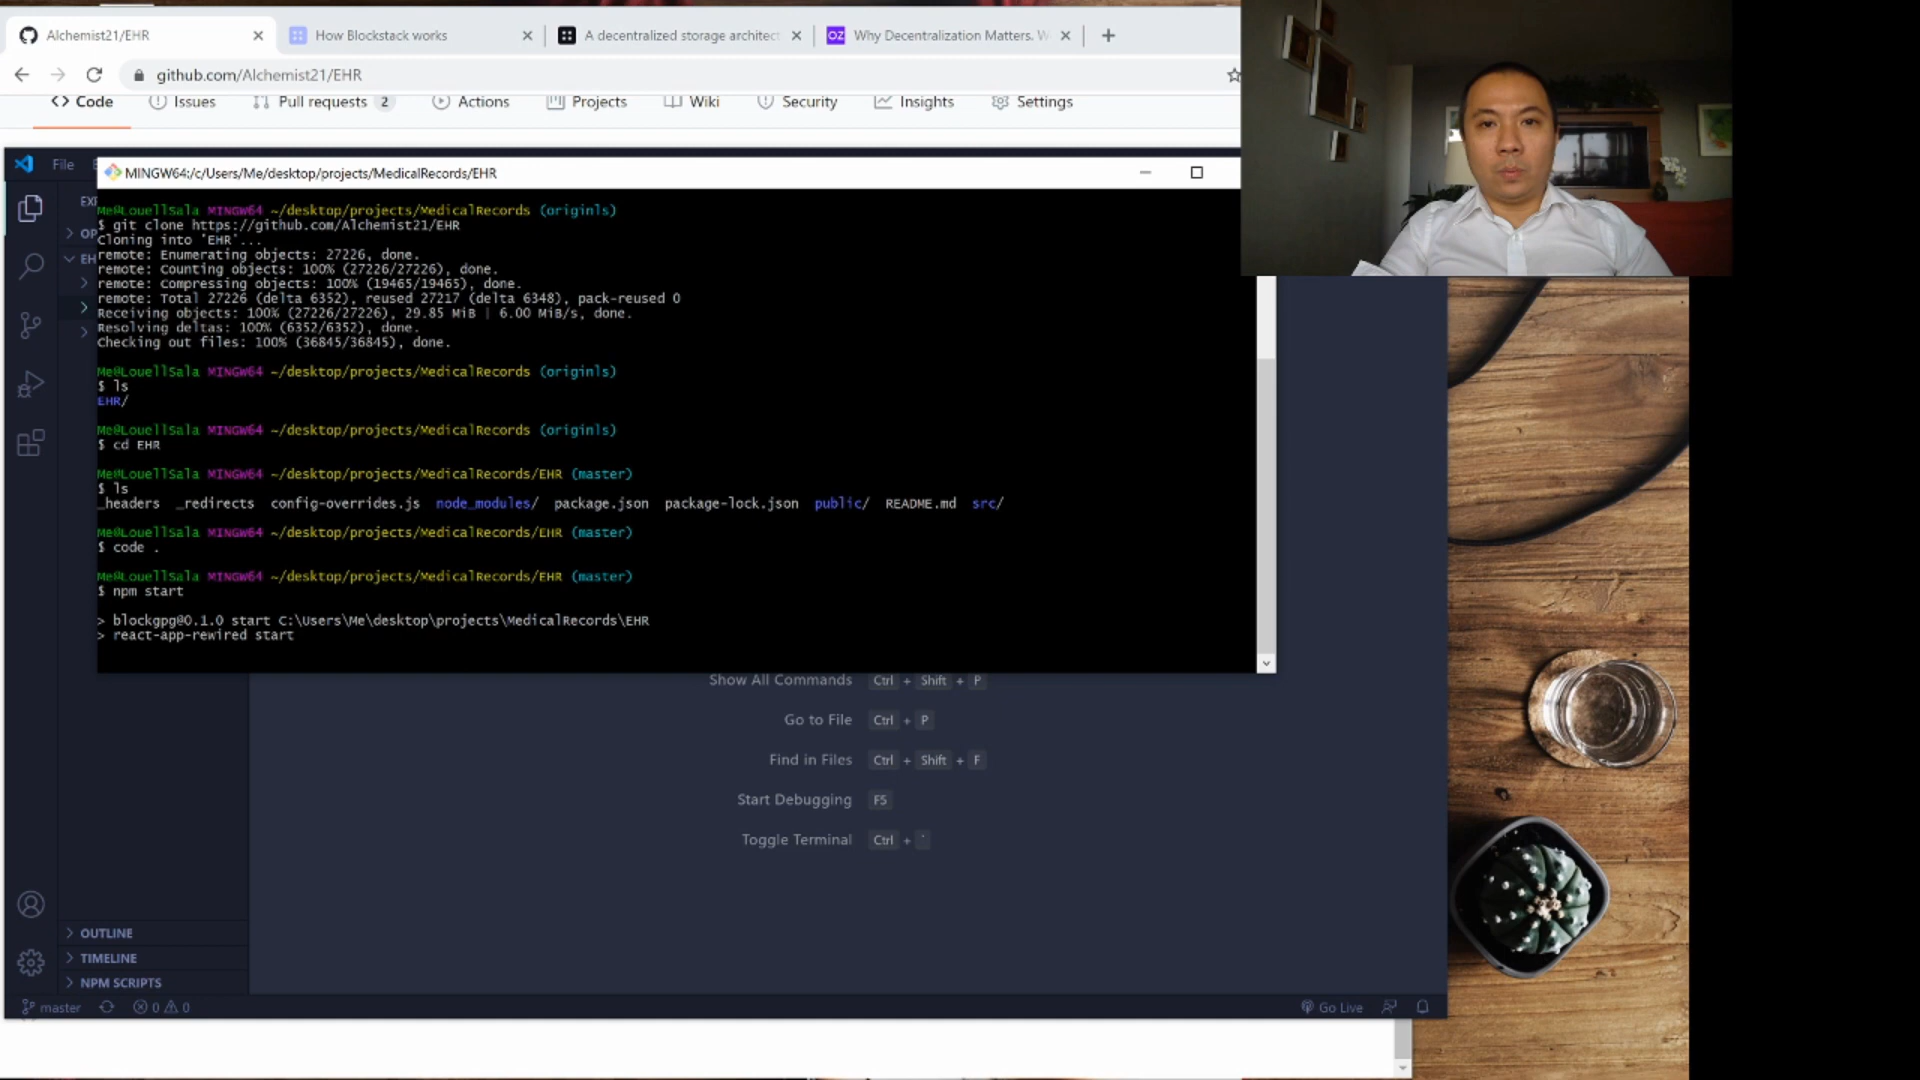 Alchemist21/EHR
How Blockstack works
A decentralized storage architect
Why Decentralization Matters. W
github.com/Alchemist21/EHR
<> Code
Issues
Pull requests 2
Actions
Projects
Wiki
Security
Insights
Settings
File
MINGW64:/c/Users/Me/desktop/projects/MedicalRecords/EHR
Me@LouellSala MINGW64 ~/desktop/projects/MedicalRecords (originls)
$ git clone https://github.com/Alchemist21/EHR
Cloning into 'EHR'...
remote: Enumerating objects: 27226, done.
remote: Counting objects: 100% (27226/27226), done.
remote: Compressing objects: 100% (19465/19465), done.
remote: Total 27226 (delta 6352), reused 27217 (delta 6348), pack-reused 0
Receiving objects: 100% (27226/27226), 29.85 MiB | 6.00 MiB/s, done.
Resolving deltas: 100% (6352/6352), done.
Checking out files: 100% (36845/36845), done.
Me@LouellSala MINGW64 ~/desktop/projects/MedicalRecords (originls)
$ ls
EHR/
Me@LouellSala MINGW64 ~/desktop/projects/MedicalRecords (originls)
$ cd EHR
Me@LouellSala MINGW64 ~/desktop/projects/MedicalRecords/EHR (master)
$ ls
_headers _redirects config-overrides.js node_modules/ package.json package-lock.json public/ README.md src/
Me@LouellSala MINGW64 ~/desktop/projects/MedicalRecords/EHR (master)
$ code .
Me@LouellSala MINGW64 ~/desktop/projects/MedicalRecords/EHR (master)
$ npm start
> blockgpg@0.1.0 start C:\Users\Me\desktop\projects\MedicalRecords\EHR
> react-app-rewired start
EXP
OP
EH
Show All Commands Ctrl + Shift + P
Go to File Ctrl + P
Find in Files Ctrl + Shift + F
Start Debugging F5
Toggle Terminal Ctrl + `
OUTLINE
TIMELINE
NPM SCRIPTS
master
0 0
Go Live